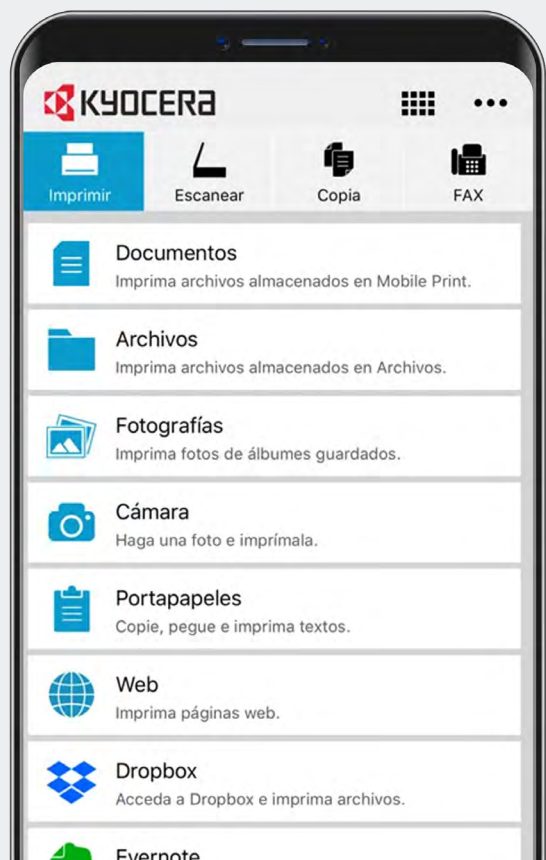 KYOCERA
Imprimir
Escanear
Copia
FAX
Documentos
Imprima archivos almacenados en Mobile Print.
Archivos
Imprima archivos almacenados en Archivos.
Fotografías
Imprima fotos de álbumes guardados.
Cámara
Haga una foto e imprímala.
Portapapeles
Copie, pegue e imprima textos.
Web
Imprima páginas web.
Dropbox
Acceda a Dropbox e imprima archivos.
Evernote